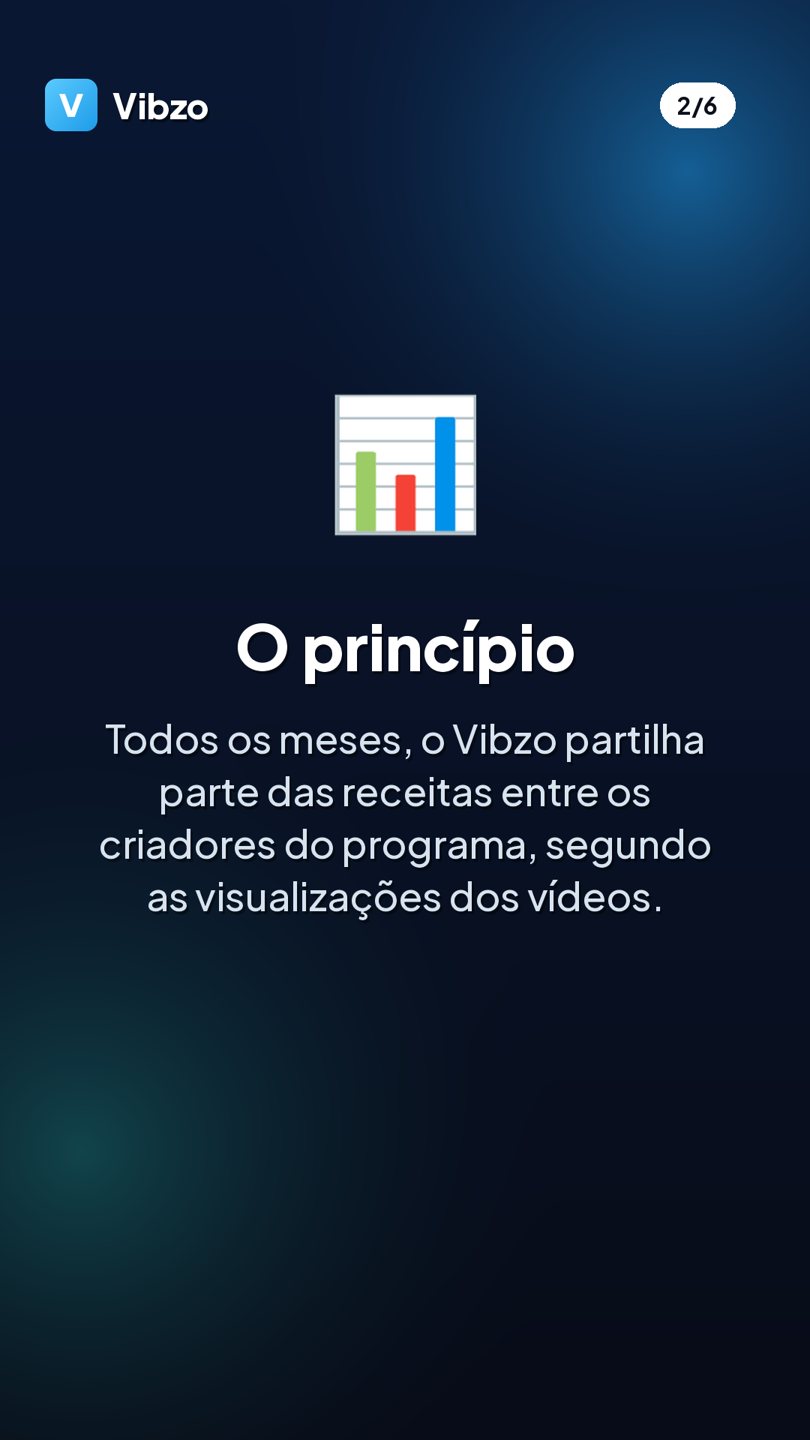 V Vibzo
2/6
O princípio
Todos os meses, o Vibzo partilha
parte das receitas entre os
criadores do programa, segundo
as visualizações dos vídeos.